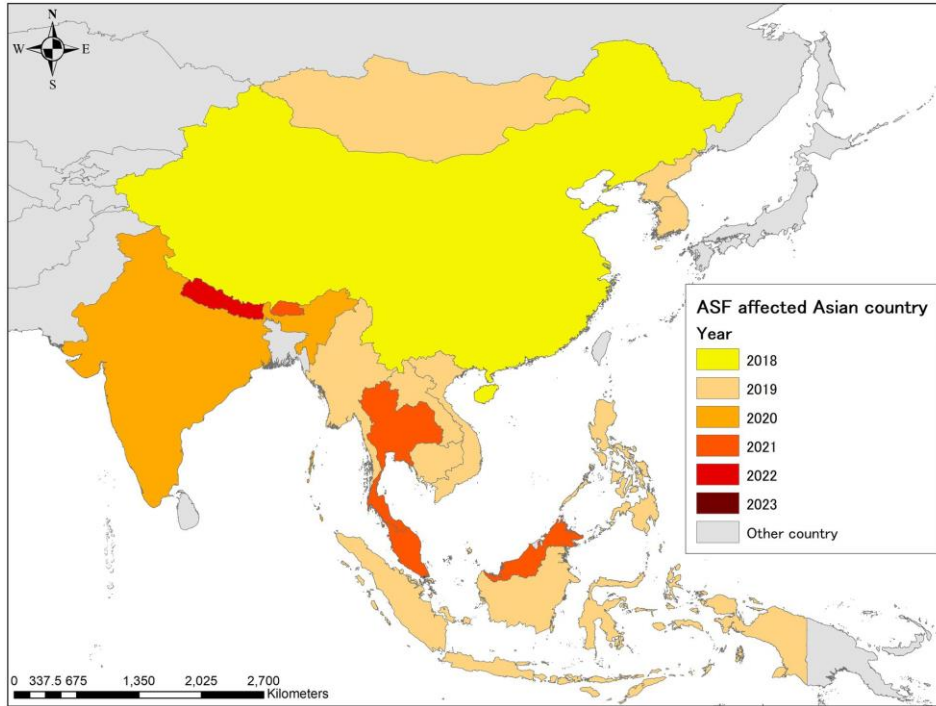 N
W E
S
ASF affected Asian country
Year
2018
2019
2020
2021
2022
2023
Other country
0 337.5 675 1,350 2,025 2,700
Kilometers